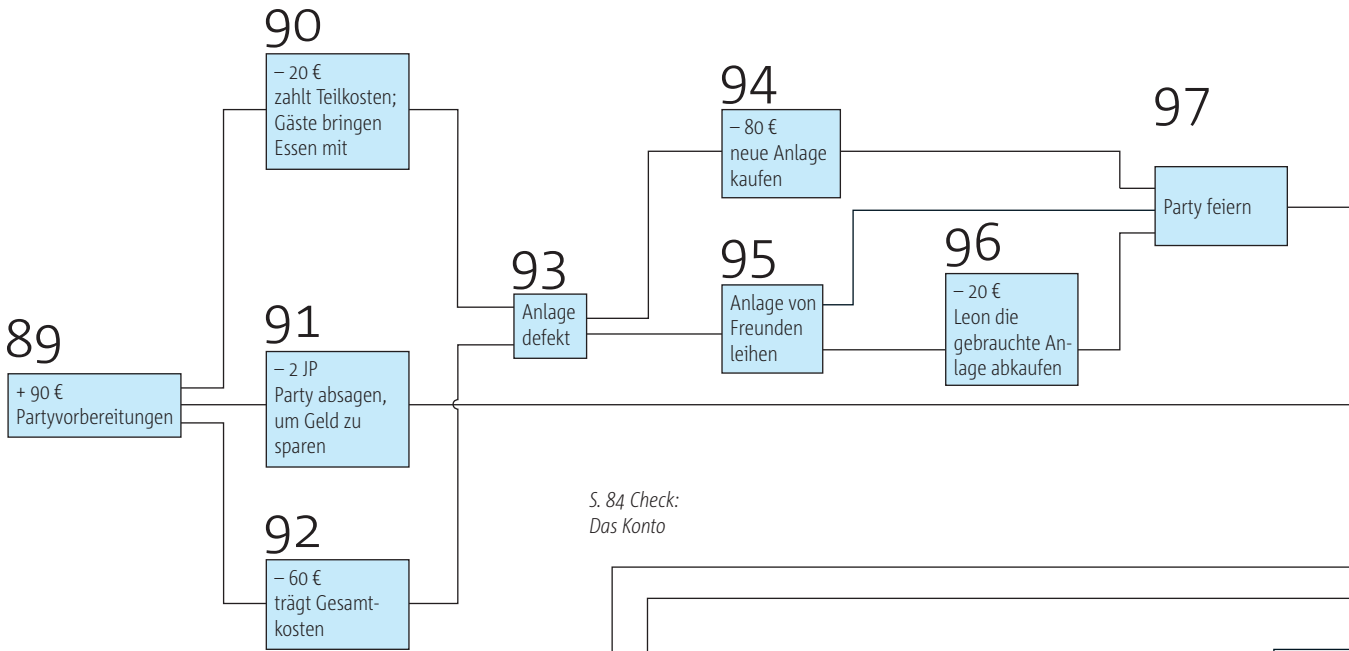 90
– 20 €
zahlt Teilkosten;
Gäste bringen
Essen mit
94
– 80 €
neue Anlage
kaufen
97
Party feiern
93
Anlage
defekt
95
Anlage von
Freunden
leihen
96
– 20 €
Leon die
gebrauchte An-
lage abkaufen
89
+ 90 €
Partyvorbereitungen
91
– 2 JP
Party absagen,
um Geld zu
sparen
92
– 60 €
trägt Gesamt-
kosten
S. 84 Check:
Das Konto